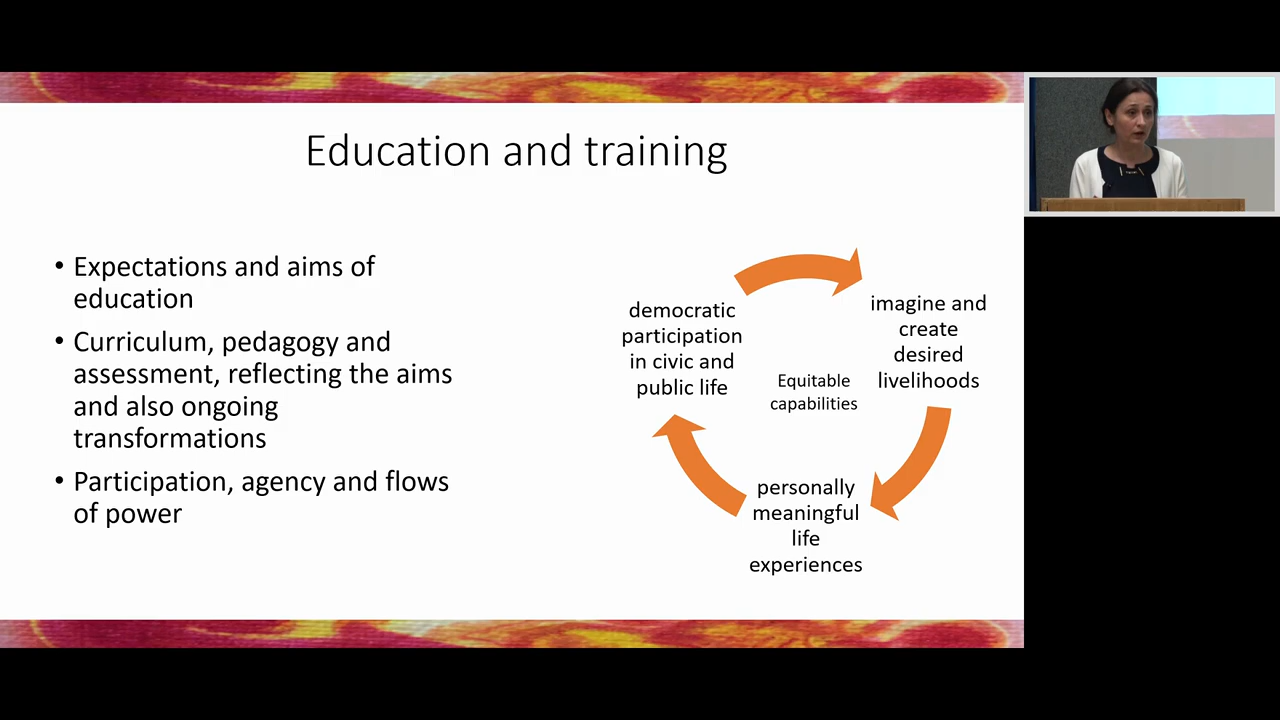 Education and training
• Expectations and aims of
education
• Curriculum, pedagogy and
assessment, reflecting the aims
and also ongoing
transformations
• Participation, agency and flows
of power
democratic
participation
in civic and
public life
imagine and
create
desired
livelihoods
Equitable
capabilities
personally
meaningful
life
experiences